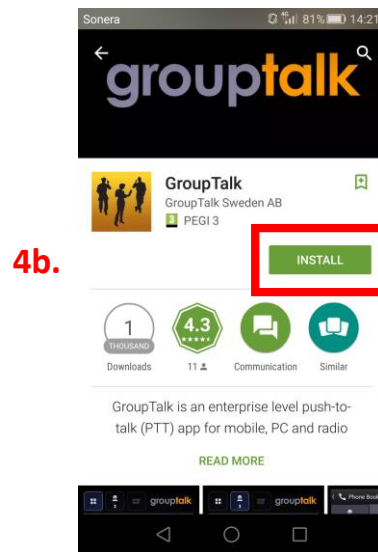 Sonera 81% 14:21
grouptalk
GroupTalk
GroupTalk Sweden AB
3 PEGI 3
4b.
INSTALL
1
THOUSAND
4.3
Downloads 11 Communication Similar
GroupTalk is an enterprise level push-to-
talk (PTT) app for mobile, PC and radio
READ MORE
grouptalk grouptalk Phone Book